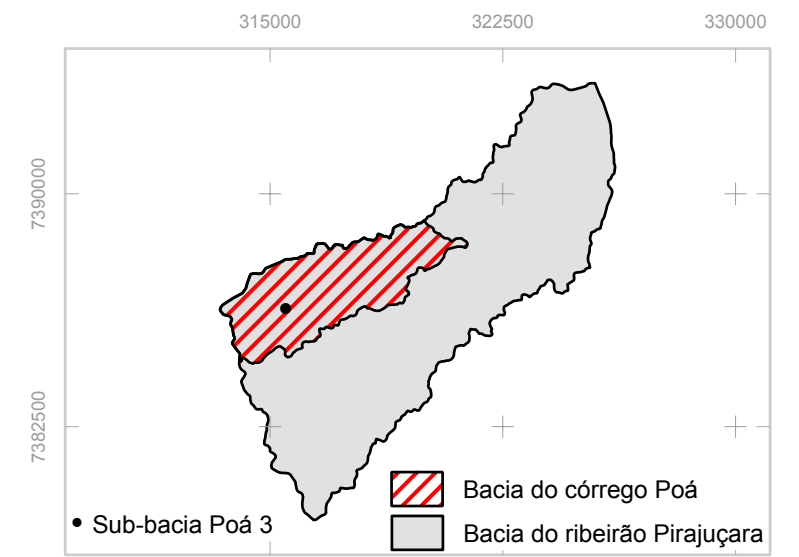 315000 322500 330000
7390000
7382500
Bacia do córrego Poá
Sub-bacia Poá 3
Bacia do ribeirão Pirajuçara